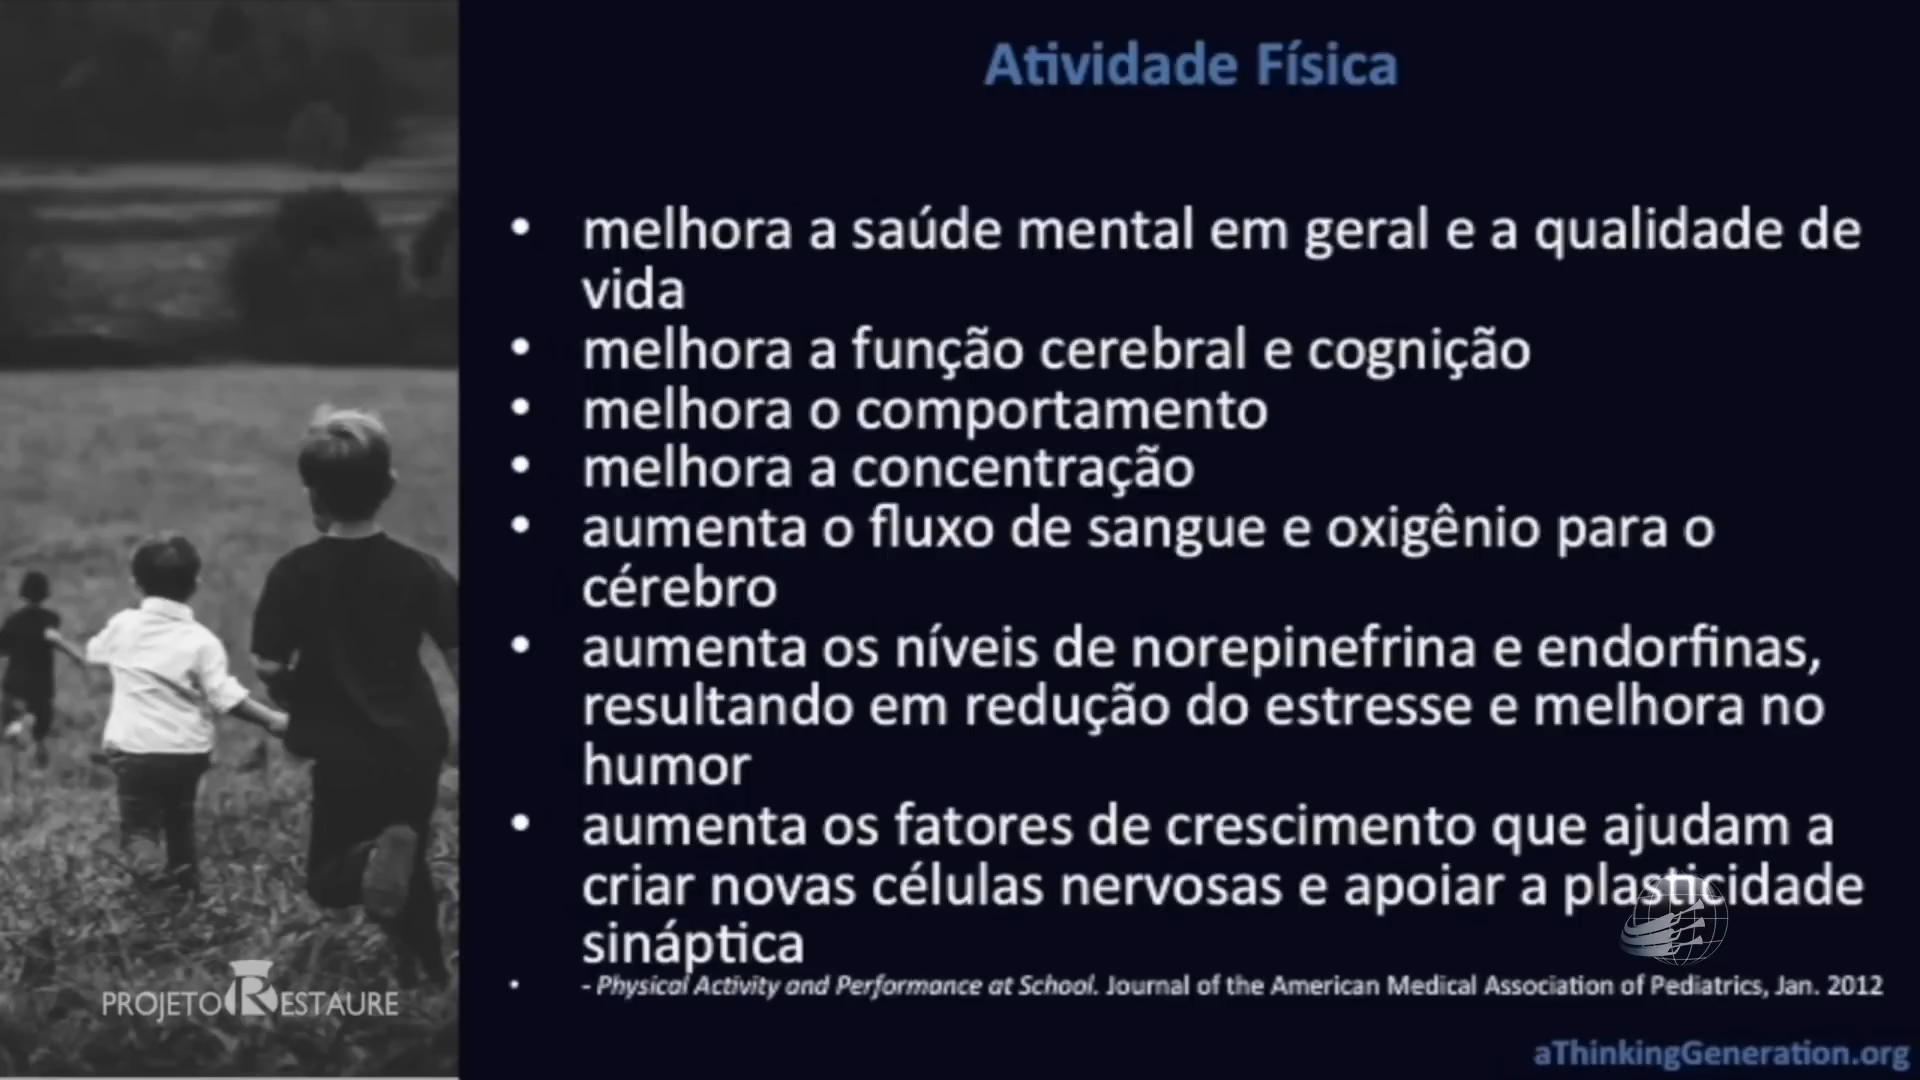 Atividade Física
• melhora a saúde mental em geral e a qualidade de
vida
• melhora a função cerebral e cognição
• melhora o comportamento
• melhora a concentração
• aumenta o fluxo de sangue e oxigênio para o
cérebro
• aumenta os níveis de norepinefrina e endorfinas,
resultando em redução do estresse e melhora no
humor
• aumenta os fatores de crescimento que ajudam a
criar novas células nervosas e apoiar a plasticidade
sináptica
• - Physical Activity and Performance at School. Journal of the American Medical Association of Pediatrics, Jan. 2012
PROJETO RESTAURE
aThinkingGeneration.org